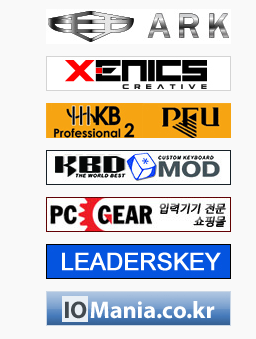 ARK
XENICS
CREATIVE
HHKB
Professional 2
PFU
KBD
THE WORLD BEST
CUSTOM KEYBOARD
MOD
PC GEAR
입력기기 전문
쇼핑몰
LEADERSKEY
IOMania.co.kr